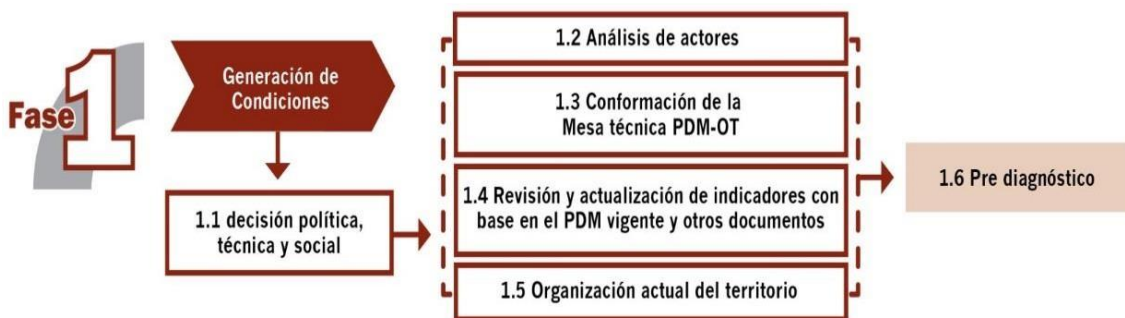 Fase 1
Generación de
Condiciones
1.1 decisión política,
técnica y social
1.2 Análisis de actores
1.3 Conformación de la
Mesa técnica PDM-OT
1.4 Revisión y actualización de indicadores con
base en el PDM vigente y otros documentos
1.5 Organización actual del territorio
1.6 Pre diagnóstico